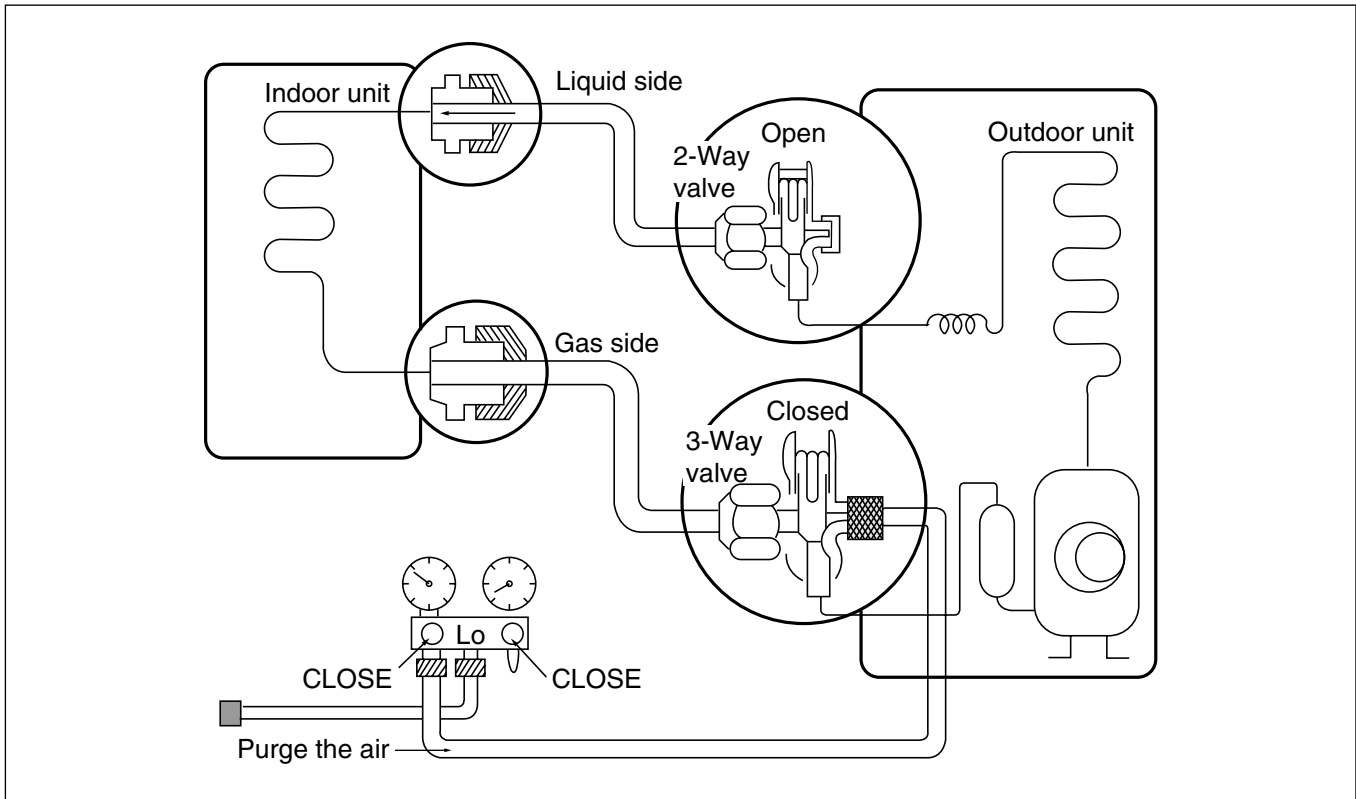 Indoor unit
Liquid side
Open
2-Way
valve
Outdoor unit
Gas side
Closed
3-Way
valve
Lo
CLOSE
CLOSE
Purge the air